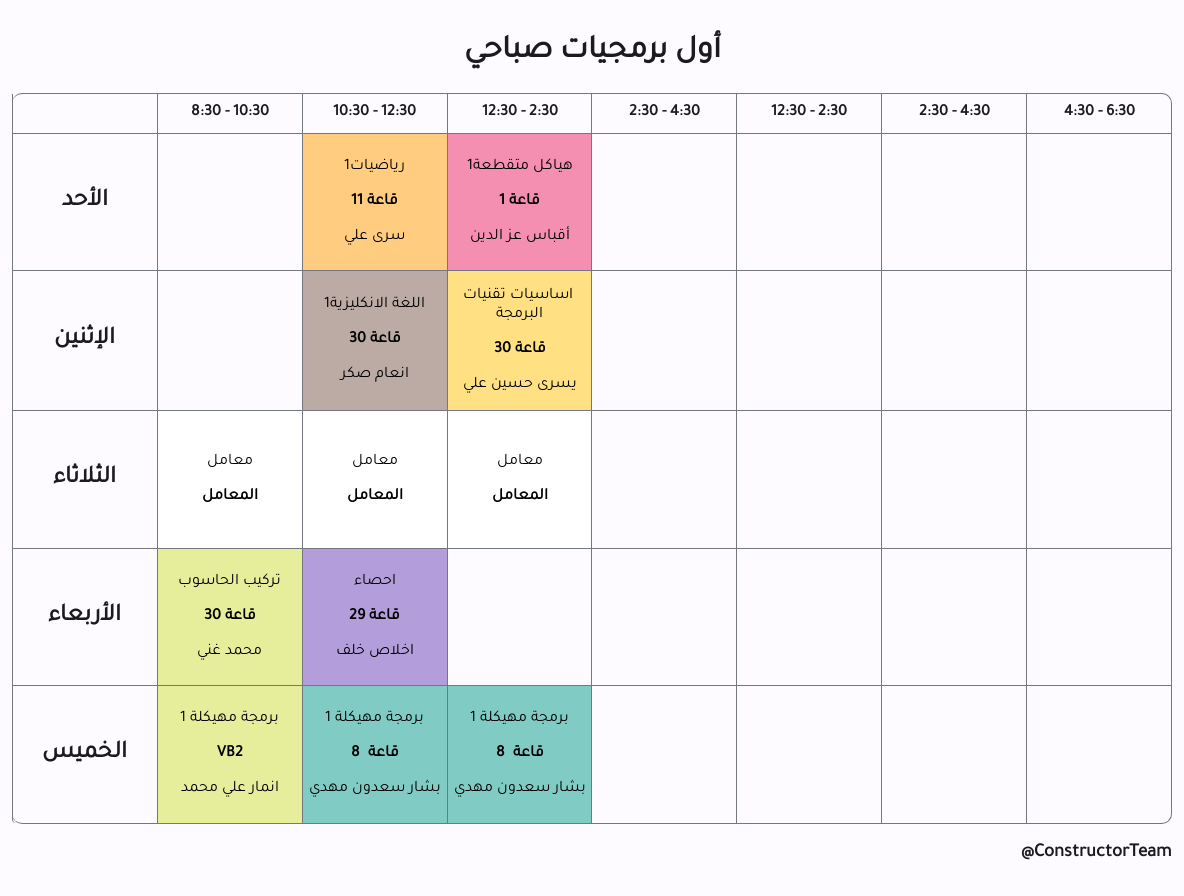 أول برمجيات صباحي
8:30 - 10:30
10:30 - 12:30
12:30 - 2:30
2:30 - 4:30
12:30 - 2:30
2:30 - 4:30
4:30 - 6:30
الأحد
رياضيات1
قاعة 11
سرى علي
هياكل متقطعة1
قاعة 1
أقباس عز الدين
الإثنين
اللغة الانكليزية1
قاعة 30
انعام صكر
اساسيات تقنيات
البرمجة
قاعة 30
يسرى حسين علي
الثلاثاء
معامل
المعامل
معامل
المعامل
معامل
المعامل
الأربعاء
تركيب الحاسوب
قاعة 30
محمد غني
احصاء
قاعة 29
اخلاص خلف
الخميس
برمجة مهيكلة 1
VB2
انمار علي محمد
برمجة مهيكلة 1
قاعة 8
بشار سعدون مهدي
برمجة مهيكلة 1
قاعة 8
بشار سعدون مهدي
@ConstructorTeam